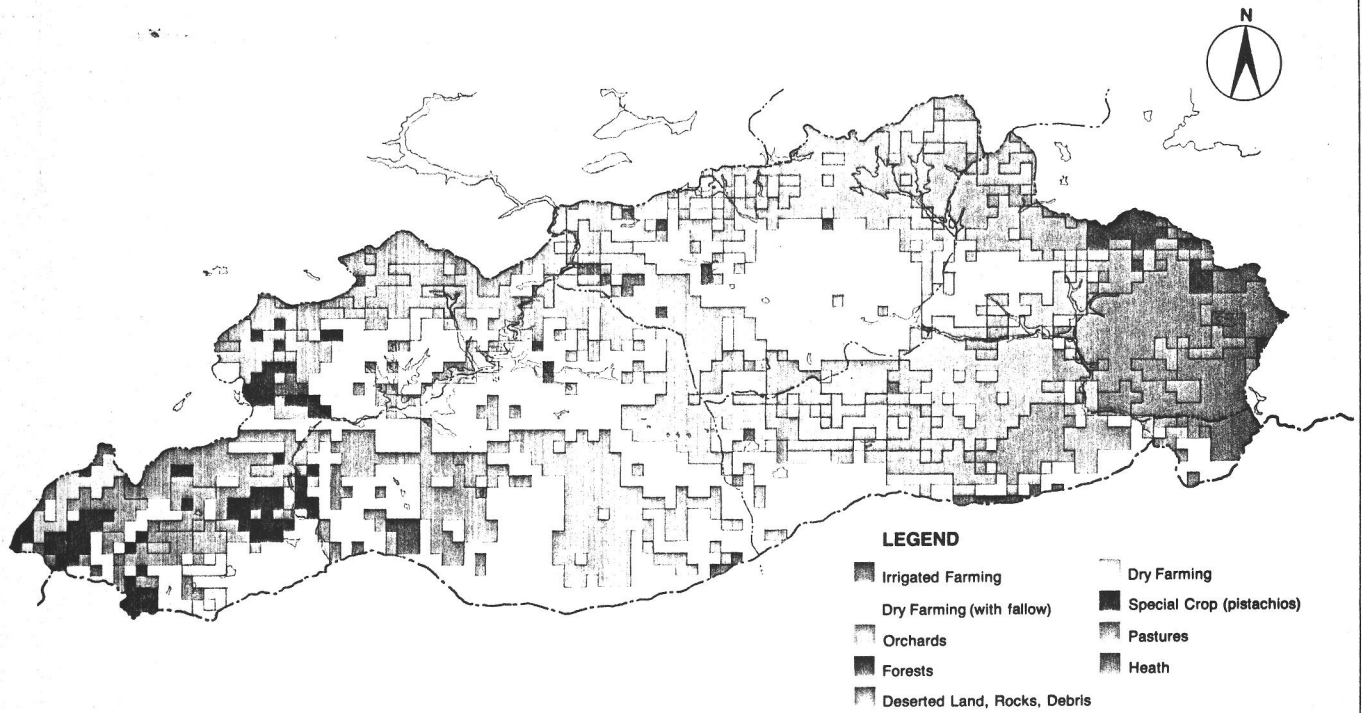 N
LEGEND
Irrigated Farming
Dry Farming (with fallow)
Orchards
Forests
Deserted Land, Rocks, Debris
Dry Farming
Special Crop (pistachios)
Pastures
Heath